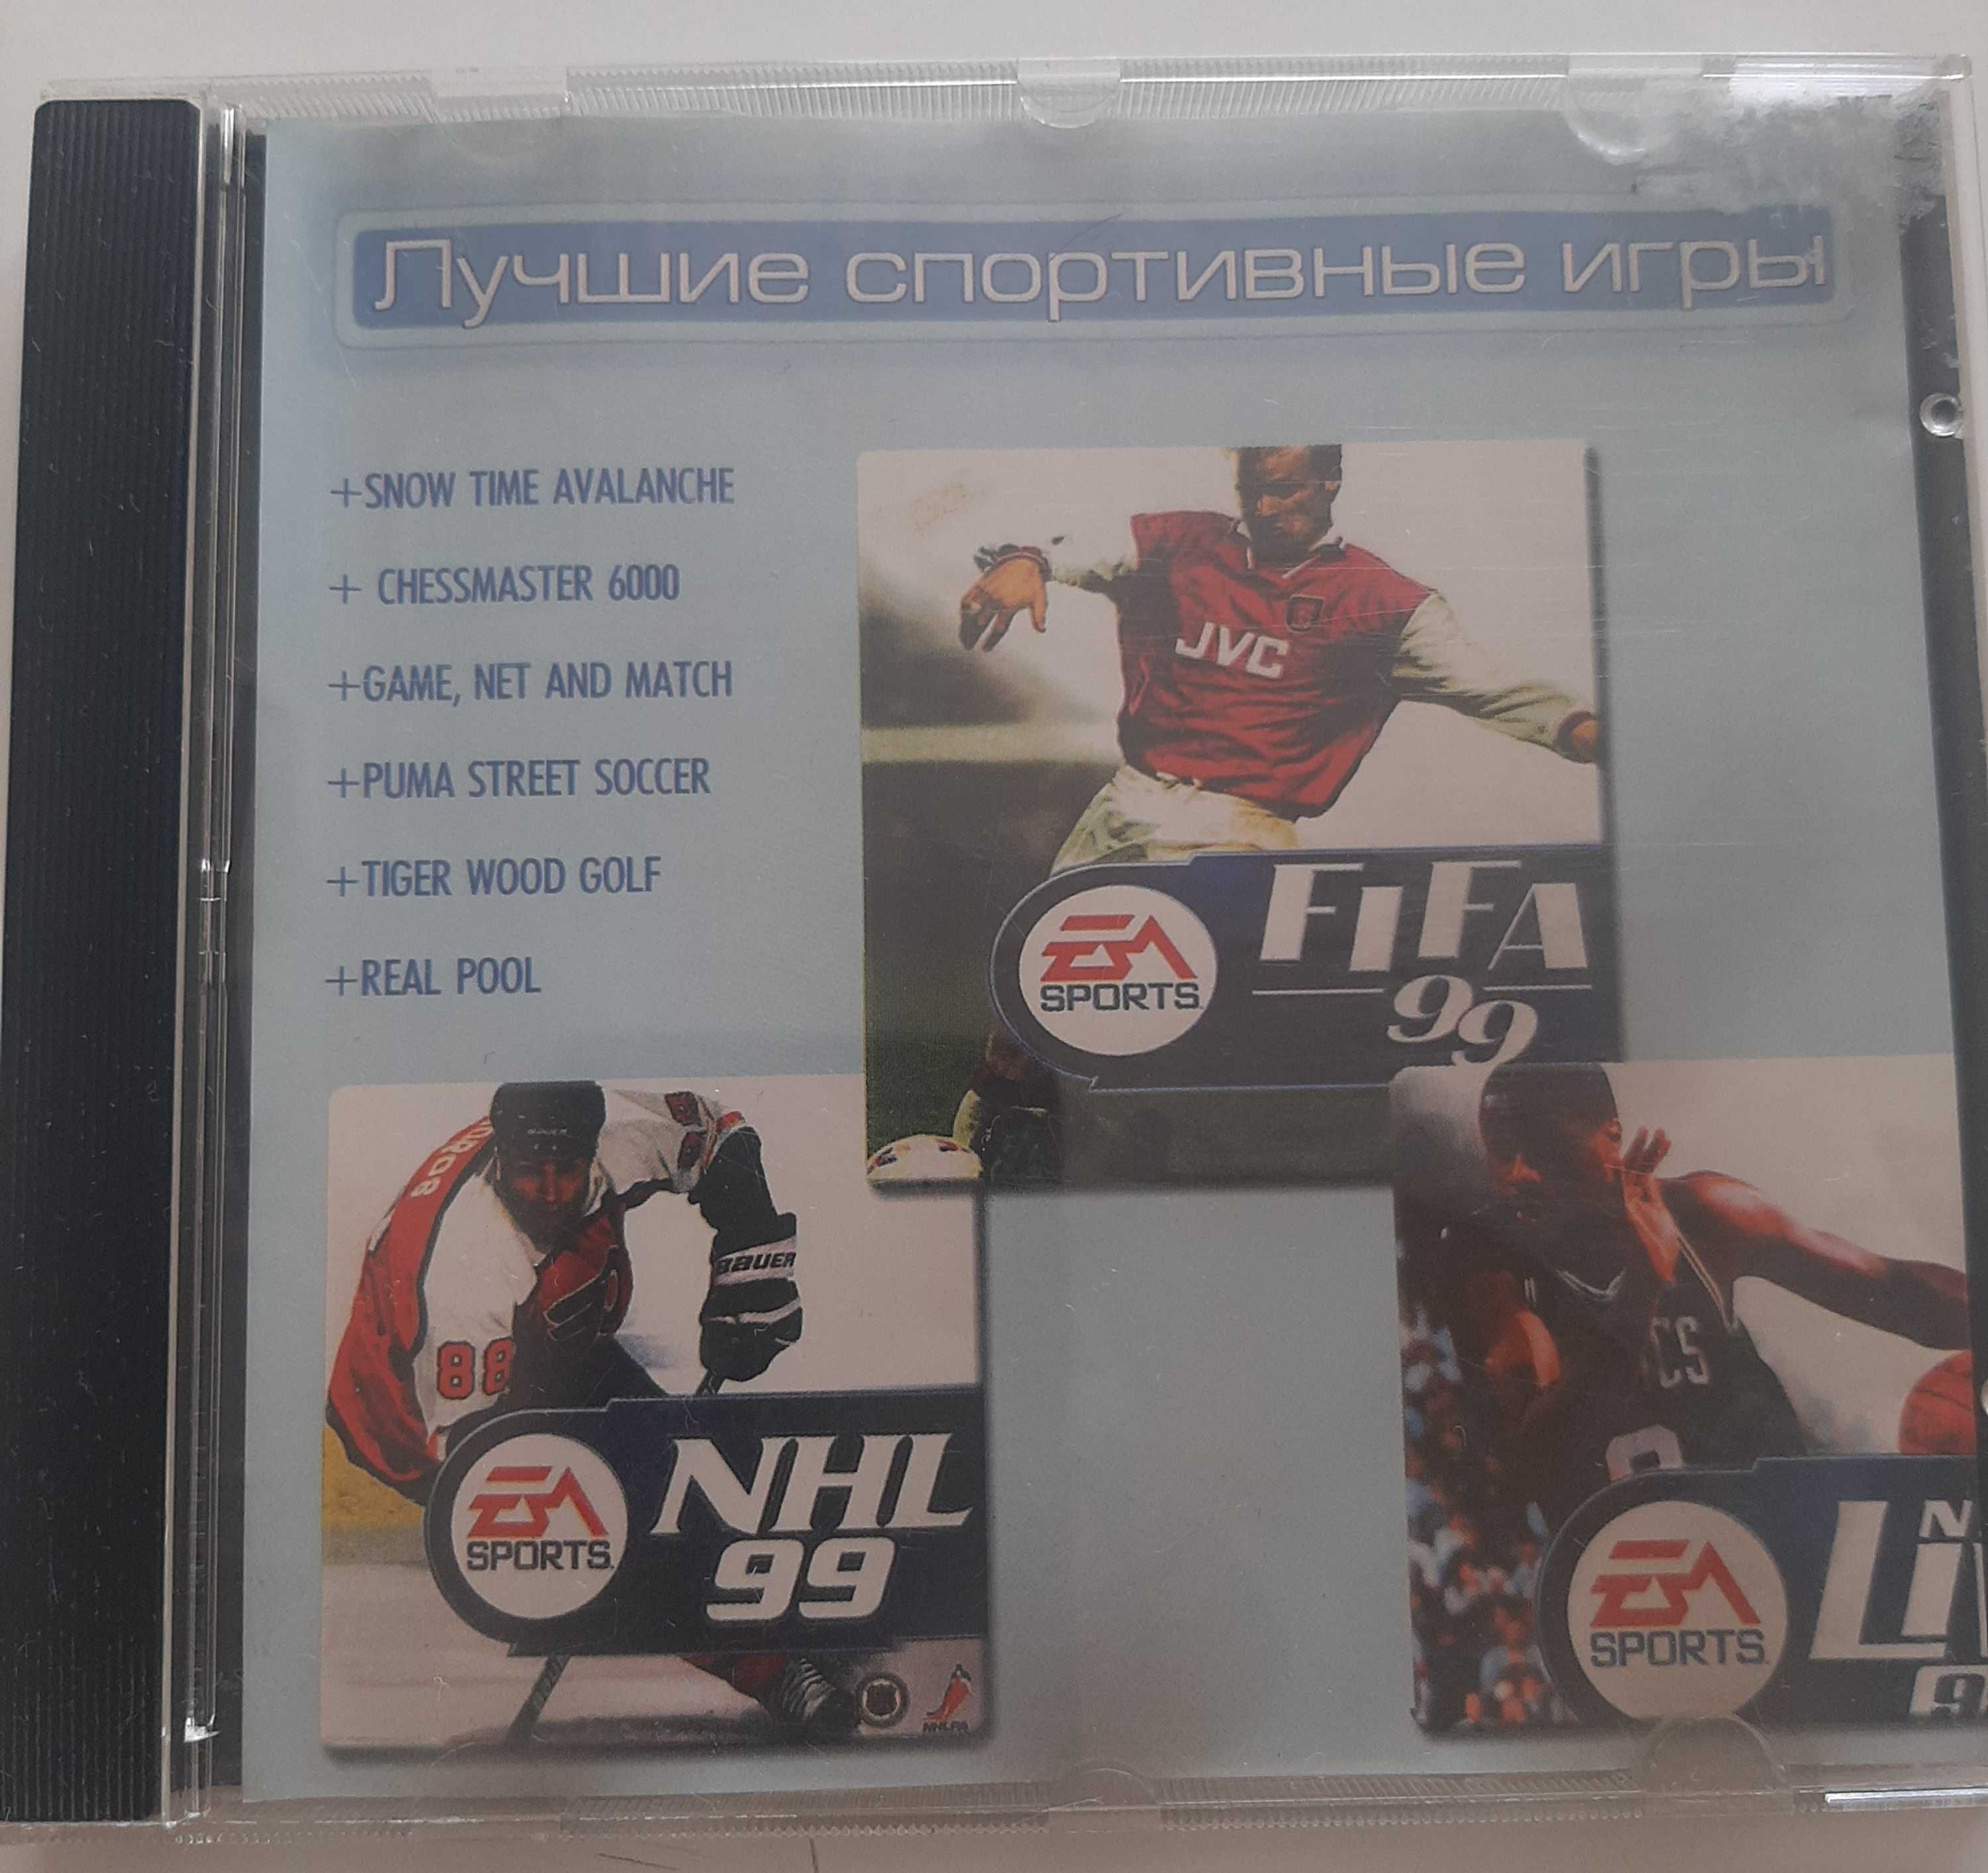 Лучшие спортивные игры
+SNOW TIME AVALANCHE
+ CHESSMASTER 6000
+GAME, NET AND MATCH
+PUMA STREET SOCCER
+TIGER WOOD GOLF
+REAL POOL
JVC
EA
SPORTS
FIFA
99
BAUER
88
EA
SPORTS
NHL
99
NHLPA
CS
EA
SPORTS